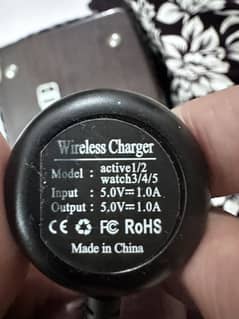 Wireless Charger
Model : active1/2
watch3/4/5
Input : 5.0V⎓1.0A
Output : 5.0V⎓1.0A
CE FC RoHS
Made in China